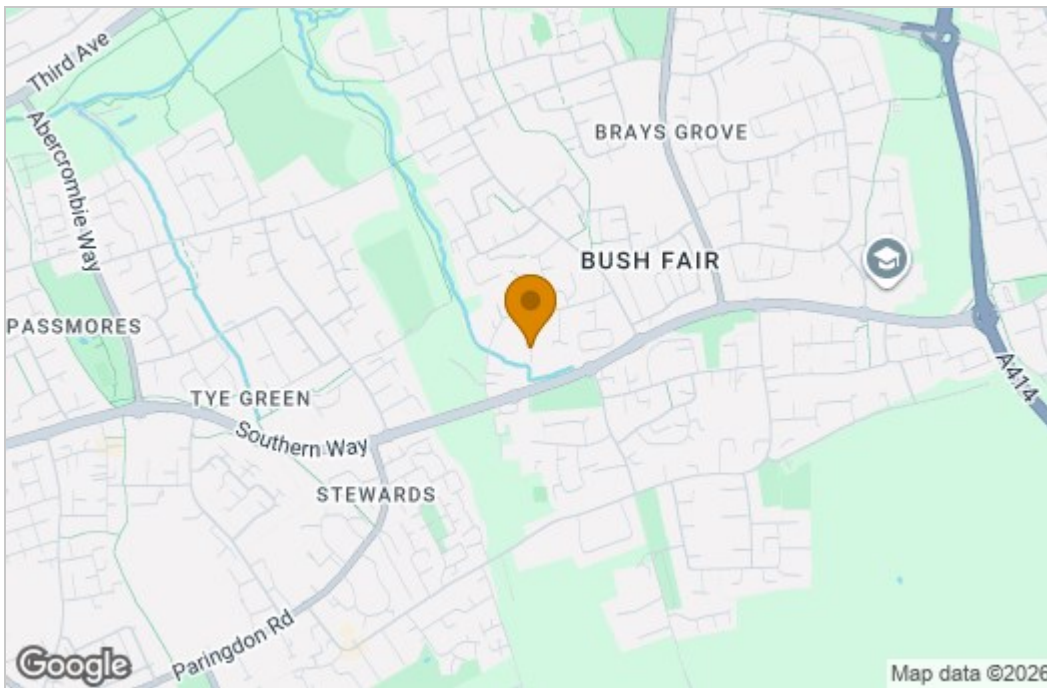 Third Ave
Abercrombie Way
BRAYS GROVE
BUSH FAIR
PASSMORES
TYE GREEN
Southern Way
A414
STEWARDS
Paringdon Rd
Google
Map data ©2026